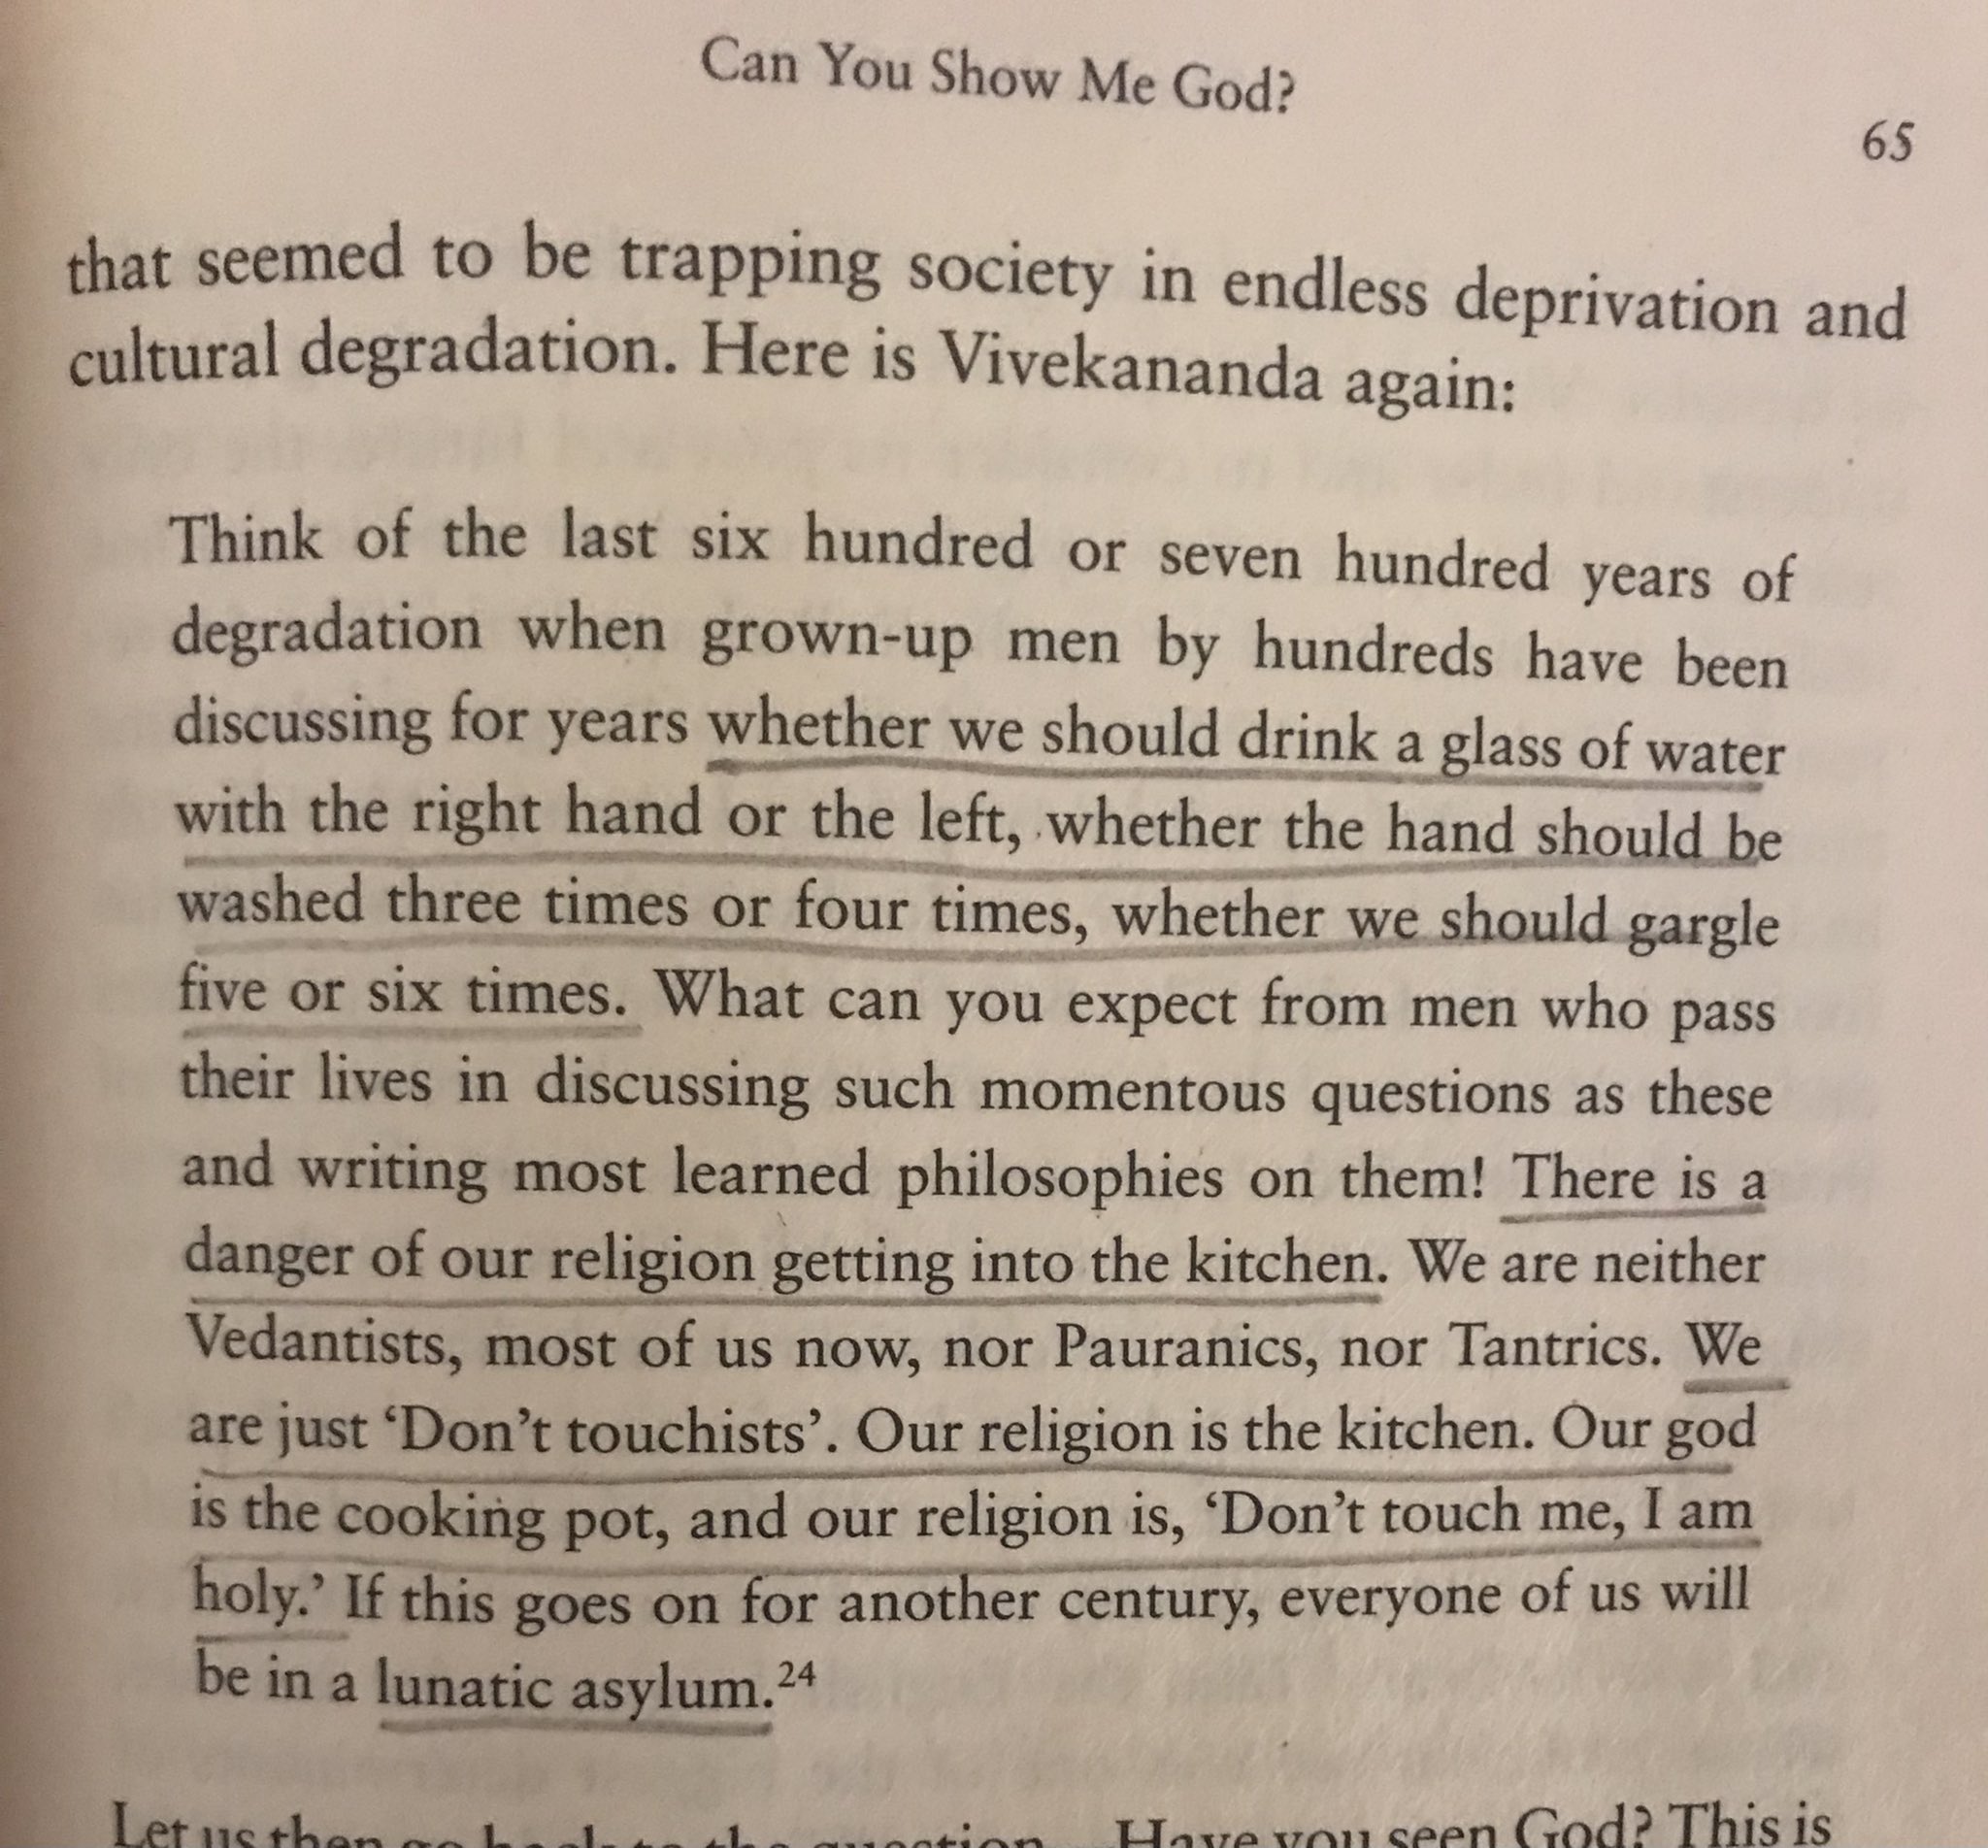 Can You Show Me God?
65
that seemed to be trapping society in endless deprivation and
cultural degradation. Here is Vivekananda again:
Think of the last six hundred or seven hundred years of
degradation when grown-up men by hundreds have been
discussing for years whether we should drink a glass of water
with the right hand or the left, whether the hand should be
washed three times or four times, whether we should gargle
five or six times. What can you expect from men who pass
their lives in discussing such momentous questions as these
and writing most learned philosophies on them! There is a
danger of our religion getting into the kitchen. We are neither
Vedantists, most of us now, nor Pauranics, nor Tantrics. We
are just ‘Don’t touchists’. Our religion is the kitchen. Our god
is the cooking pot, and our religion is, ‘Don’t touch me, I am
holy.’ If this goes on for another century, everyone of us will
be in a lunatic asylum.24
Let us then go back to the question—Have you seen God? This is